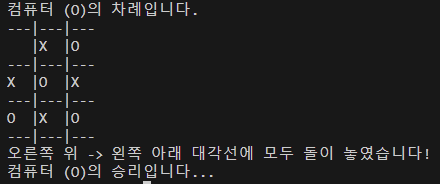 컴퓨터 (O)의 차례입니다.
---|---|---
   |X  |O
---|---|---
X  |O  |X
---|---|---
O  |X  |O
---|---|---
오른쪽 위 -> 왼쪽 아래 대각선에 모두 돌이 놓였습니다!
컴퓨터 (O)의 승리입니다...